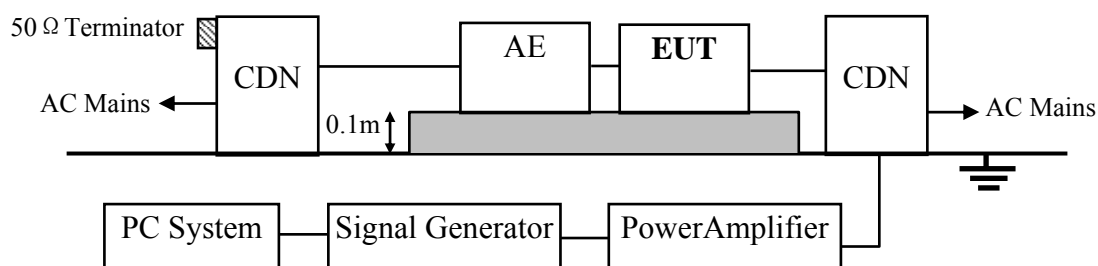 50 Ω Terminator
AE
EUT
CDN
CDN
AC Mains
AC Mains
0.1m
PC System
Signal Generator
PowerAmplifier